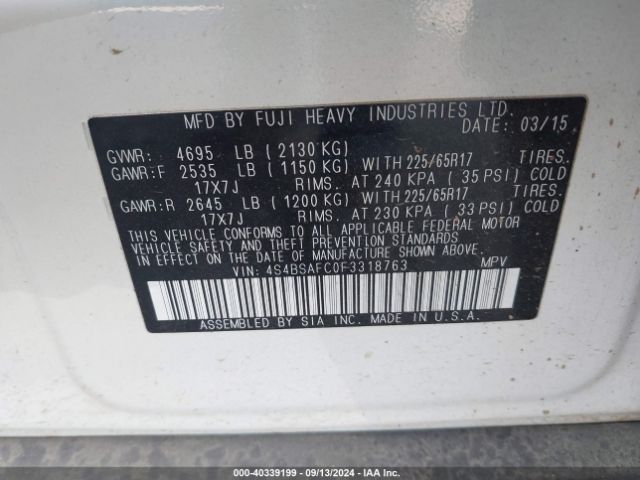 MFD BY FUJI HEAVY INDUSTRIES LTD.
DATE: 03/15
GVWR: 4695 LB (2130 KG)
GAWR:F 2535 LB (1150 KG) WITH 225/65R17 TIRES.
17X7J RIMS. AT 240 KPA (35 PSI) COLD
GAWR:R 2645 LB (1200 KG) WITH 225/65R17 TIRES.
17X7J RIMS. AT 230 KPA (33 PSI) COLD
THIS VEHICLE CONFORMS TO ALL APPLICABLE FEDERAL MOTOR
VEHICLE SAFETY AND THEFT PREVENTION STANDARDS
IN EFFECT ON THE DATE OF MANUFACTURE SHOWN ABOVE.
VIN: 4S4BSAFC0F3318763 MPV
ASSEMBLED BY SIA INC. MADE IN U.S.A.
000-40339199 - 09/13/2024 - IAA Inc.